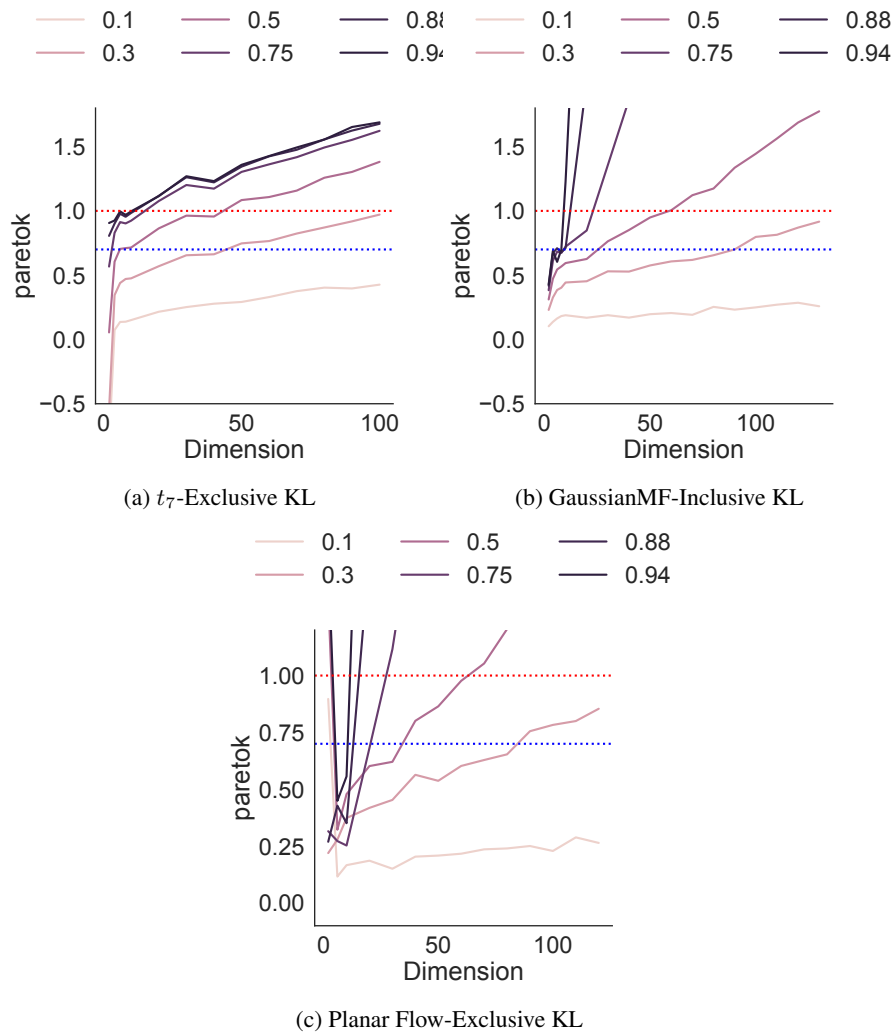 0.1 0.5 0.88 0.1 0.5 0.88
0.3 0.75 0.94 0.3 0.75 0.94
1.5
1.0
0.5
0.0
−0.5
paretok
0 50 100
Dimension
(a) t7-Exclusive KL
1.5
1.0
0.5
0.0
−0.5
paretok
0 50 100
Dimension
(b) GaussianMF-Inclusive KL
0.1 0.5 0.88
0.3 0.75 0.94
1.00
0.75
0.50
0.25
0.00
paretok
0 50 100
Dimension
(c) Planar Flow-Exclusive KL